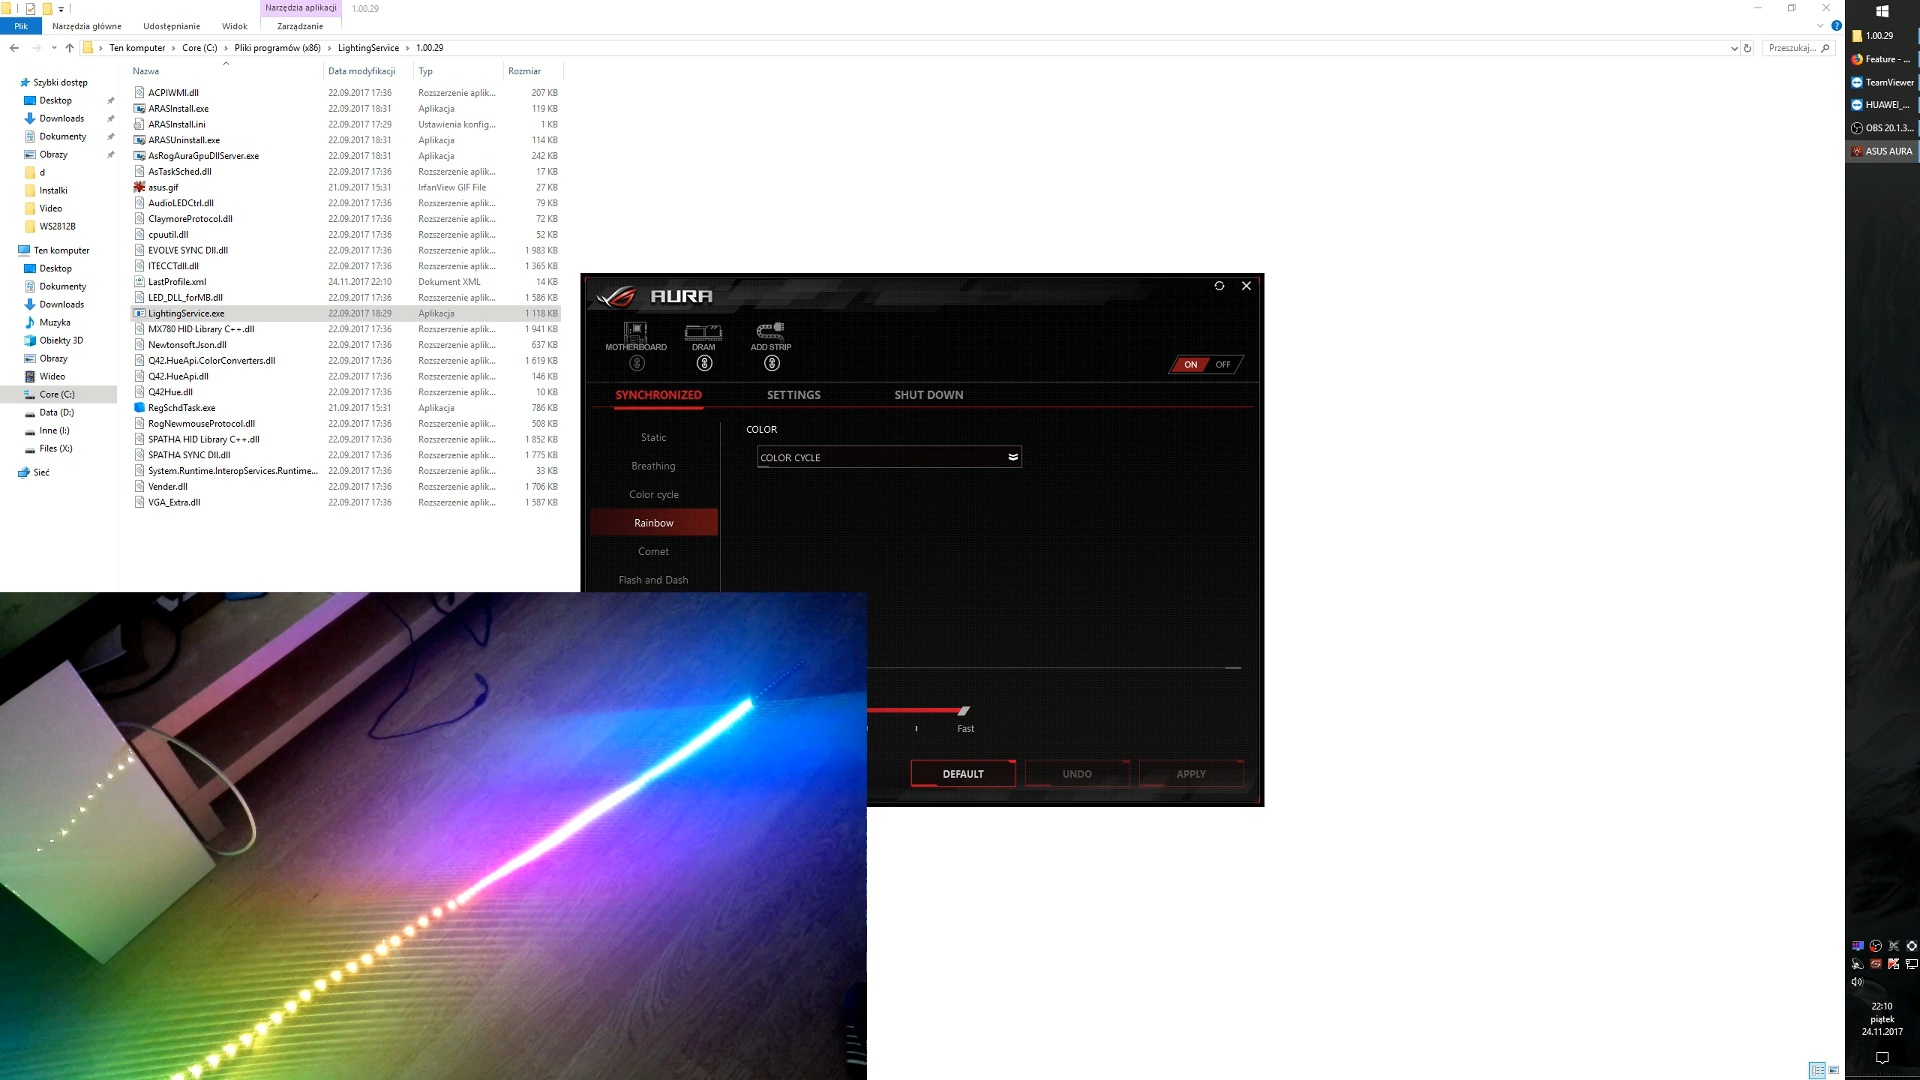 Narzędzia aplikacji 1.00.29
Plik Narzędzia główne Udostępnianie Widok Zarządzanie
Ten komputer > Core (C:) > Pliki programów (x86) > LightingService > 1.00.29 Przeszukaj...
Nazwa Data modyfikacji Typ Rozmiar
ACPIWMI.dll 22.09.2017 17:36 Rozszerzenie aplik... 207 KB
ARASInstall.exe 22.09.2017 18:31 Aplikacja 119 KB
ARASInstall.ini 22.09.2017 17:29 Ustawienia konfig... 1 KB
ARASUninstall.exe 22.09.2017 18:31 Aplikacja 114 KB
AsRogAuraGpuDllServer.exe 22.09.2017 18:31 Aplikacja 242 KB
AsTaskSched.dll 22.09.2017 17:36 Rozszerzenie aplik... 17 KB
asus.gif 21.09.2017 15:31 IrfanView GIF File 27 KB
AudioLEDCtrl.dll 22.09.2017 17:36 Rozszerzenie aplik... 79 KB
ClaymoreProtocol.dll 22.09.2017 17:36 Rozszerzenie aplik... 72 KB
cpuutil.dll 22.09.2017 17:36 Rozszerzenie aplik... 52 KB
EVOLVE SYNC Dll.dll 22.09.2017 17:36 Rozszerzenie aplik... 1 983 KB
ITECCTdll.dll 22.09.2017 17:36 Rozszerzenie aplik... 1 365 KB
LastProfile.xml 24.11.2017 22:10 Dokument XML 14 KB
LED_DLL_forMB.dll 22.09.2017 17:36 Rozszerzenie aplik... 1 586 KB
LightingService.exe 22.09.2017 18:29 Aplikacja 1 118 KB
MX780 HID Library C++.dll 22.09.2017 17:36 Rozszerzenie aplik... 1 941 KB
Newtonsoft.Json.dll 22.09.2017 17:36 Rozszerzenie aplik... 637 KB
Q42.HueApi.ColorConverters.dll 22.09.2017 17:36 Rozszerzenie aplik... 1 619 KB
Q42.HueApi.dll 22.09.2017 17:36 Rozszerzenie aplik... 146 KB
Q42Hue.dll 22.09.2017 17:36 Rozszerzenie aplik... 10 KB
RegSchdTask.exe 21.09.2017 15:31 Aplikacja 786 KB
RogNewmouseProtocol.dll 22.09.2017 17:36 Rozszerzenie aplik... 508 KB
SPATHA HID Library C++.dll 22.09.2017 17:36 Rozszerzenie aplik... 1 852 KB
SPATHA SYNC Dll.dll 22.09.2017 17:36 Rozszerzenie aplik... 1 775 KB
System.Runtime.InteropServices.Runtime... 22.09.2017 17:36 Rozszerzenie aplik... 33 KB
Vender.dll 22.09.2017 17:36 Rozszerzenie aplik... 1 706 KB
VGA_Extra.dll 22.09.2017 17:36 Rozszerzenie aplik... 1 587 KB
Szybki dostęp
Desktop
Downloads
Dokumenty
Obrazy
d
Instalki
Video
WS2812B
Ten komputer
Desktop
Dokumenty
Downloads
Muzyka
Obiekty 3D
Obrazy
Wideo
Core (C:)
Data (D:)
Inne (I:)
Files (X:)
Sieć
AURA
MOTHERBOARD DRAM ADD STRIP
ON OFF
SYNCHRONIZED SETTINGS SHUT DOWN
Static
Breathing
Color cycle
Rainbow
Comet
Flash and Dash
COLOR
COLOR CYCLE
Fast
DEFAULT UNDO APPLY
1.00.29
Feature - ...
TeamViewer
HUAWEI_...
OBS 20.1.3...
ASUS AURA
22:10
piątek
24.11.2017